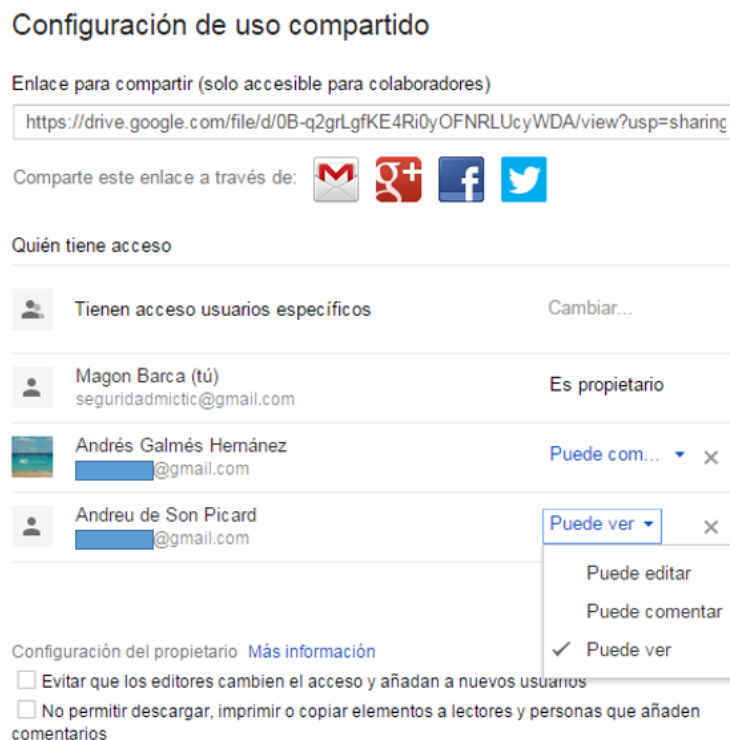 Configuración de uso compartido
Enlace para compartir (solo accesible para colaboradores)
https://drive.google.com/file/d/0B-q2grLgfKE4Ri0yOFNRLUcyWDA/view?usp=sharing
Comparte este enlace a través de:
Quién tiene acceso
Tienen acceso usuarios específicos Cambiar...
Magon Barca (tú) Es propietario
seguridadmictic@gmail.com
Andrés Galmés Hernánez Puede com...
@gmail.com
Andreu de Son Picard Puede ver
@gmail.com
Puede editar
Puede comentar
Puede ver
Configuración del propietario Más información
Evitar que los editores cambien el acceso y añadan a nuevos usuarios
No permitir descargar, imprimir o copiar elementos a lectores y personas que añaden
comentarios